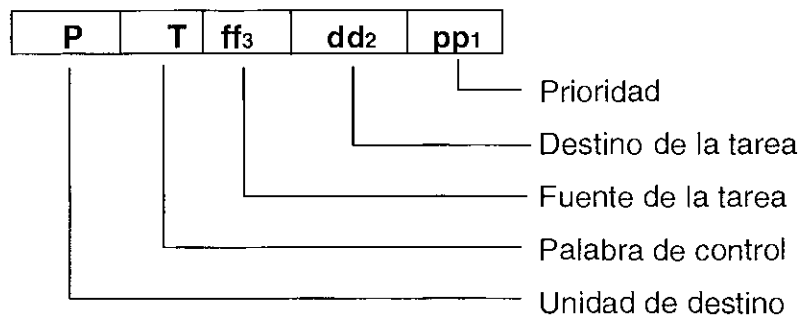 P T ff3 dd2 pp1
Prioridad
Destino de la tarea
Fuente de la tarea
Palabra de control
Unidad de destino